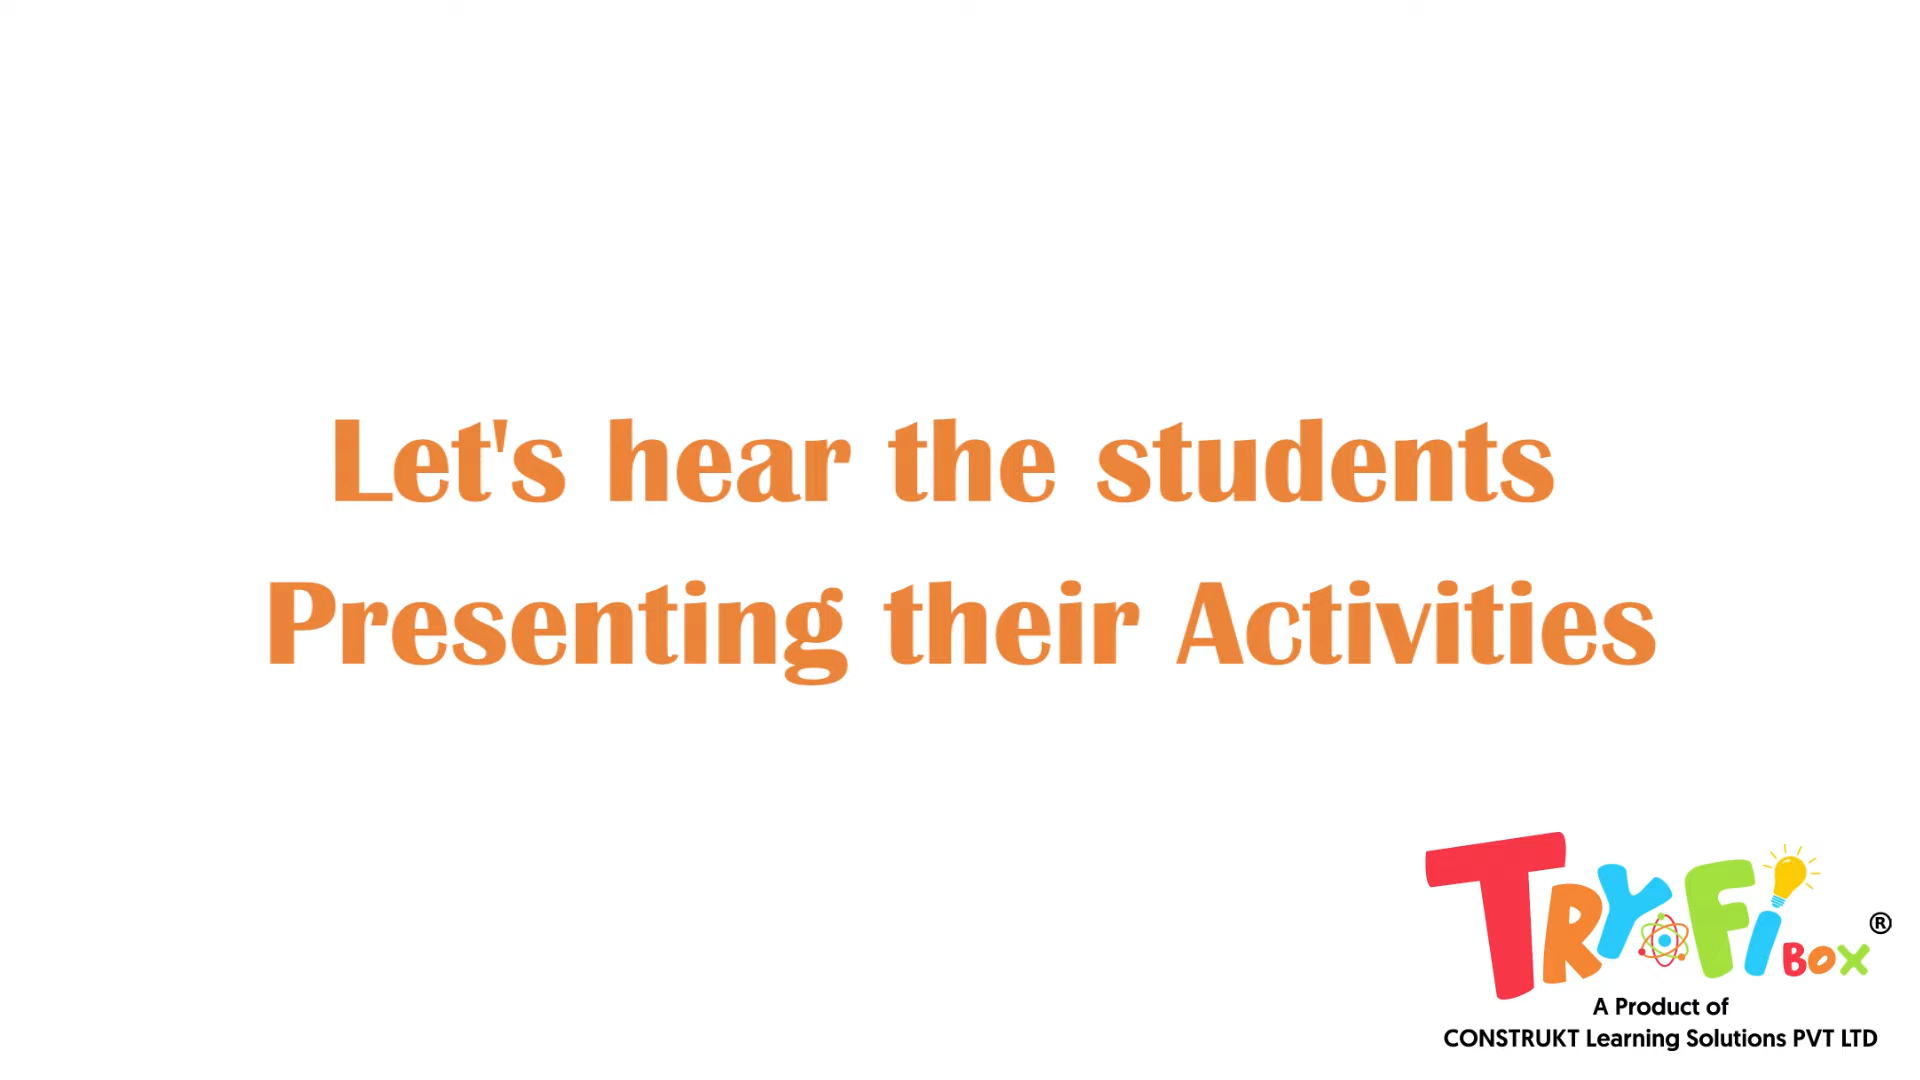 Let's hear the students
Presenting their Activities
TRYFI BOX ®
A Product of
CONSTRUKT Learning Solutions PVT LTD